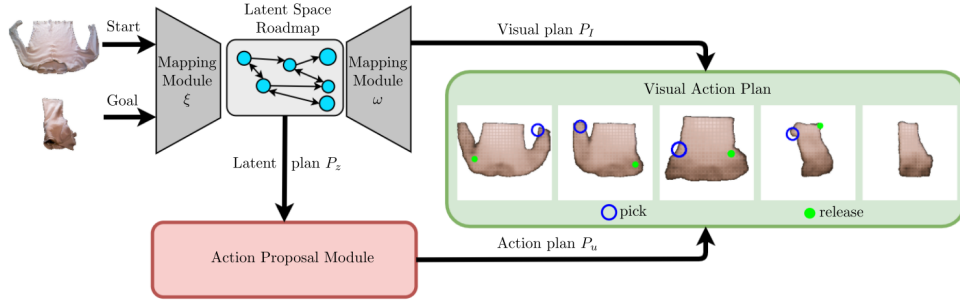 Start
Goal
Mapping
Module
ξ
Latent Space
Roadmap
Mapping
Module
ω
Visual plan P_I
Latent plan P_z
Visual Action Plan
pick
release
Action Proposal Module
Action plan P_u